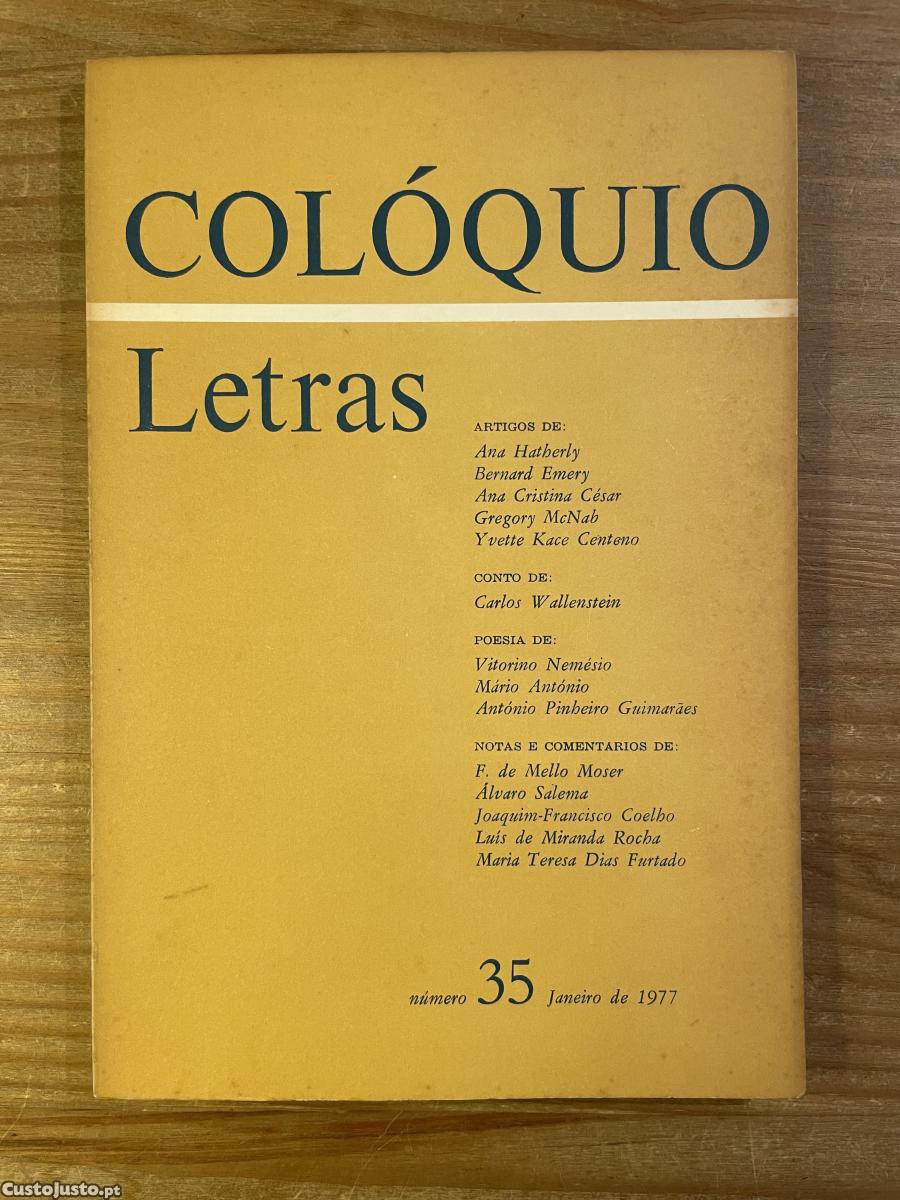 COLÓQUIO
Letras
ARTIGOS DE:
Ana Hatherly
Bernard Emery
Ana Cristina César
Gregory McNab
Yvette Kace Centeno
CONTO DE:
Carlos Wallenstein
POESIA DE:
Vitorino Nemésio
Mário António
António Pinheiro Guimarães
NOTAS E COMENTARIOS DE:
F. de Mello Moser
Álvaro Salema
Joaquim-Francisco Coelho
Luís de Miranda Rocha
Maria Teresa Dias Furtado
número 35 Janeiro de 1977
CustoJusto.pt